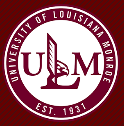 UNIVERSITY OF LOUISIANA MONROE
ULM
EST. 1931